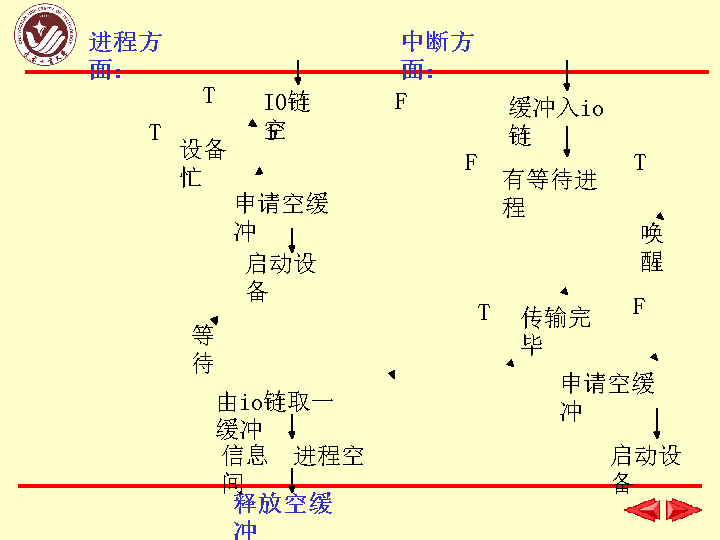 进程方
面：
中断方
面：
T
IO链
空
F
缓冲入io
链
T
设备
忙
F
F
有等待进
程
T
申请空缓
冲
唤
醒
启动设
备
T
传输完
毕
F
等
待
申请空缓
冲
由io链取一
缓冲
信息 进程空
间
启动设
备
释放空缓
冲